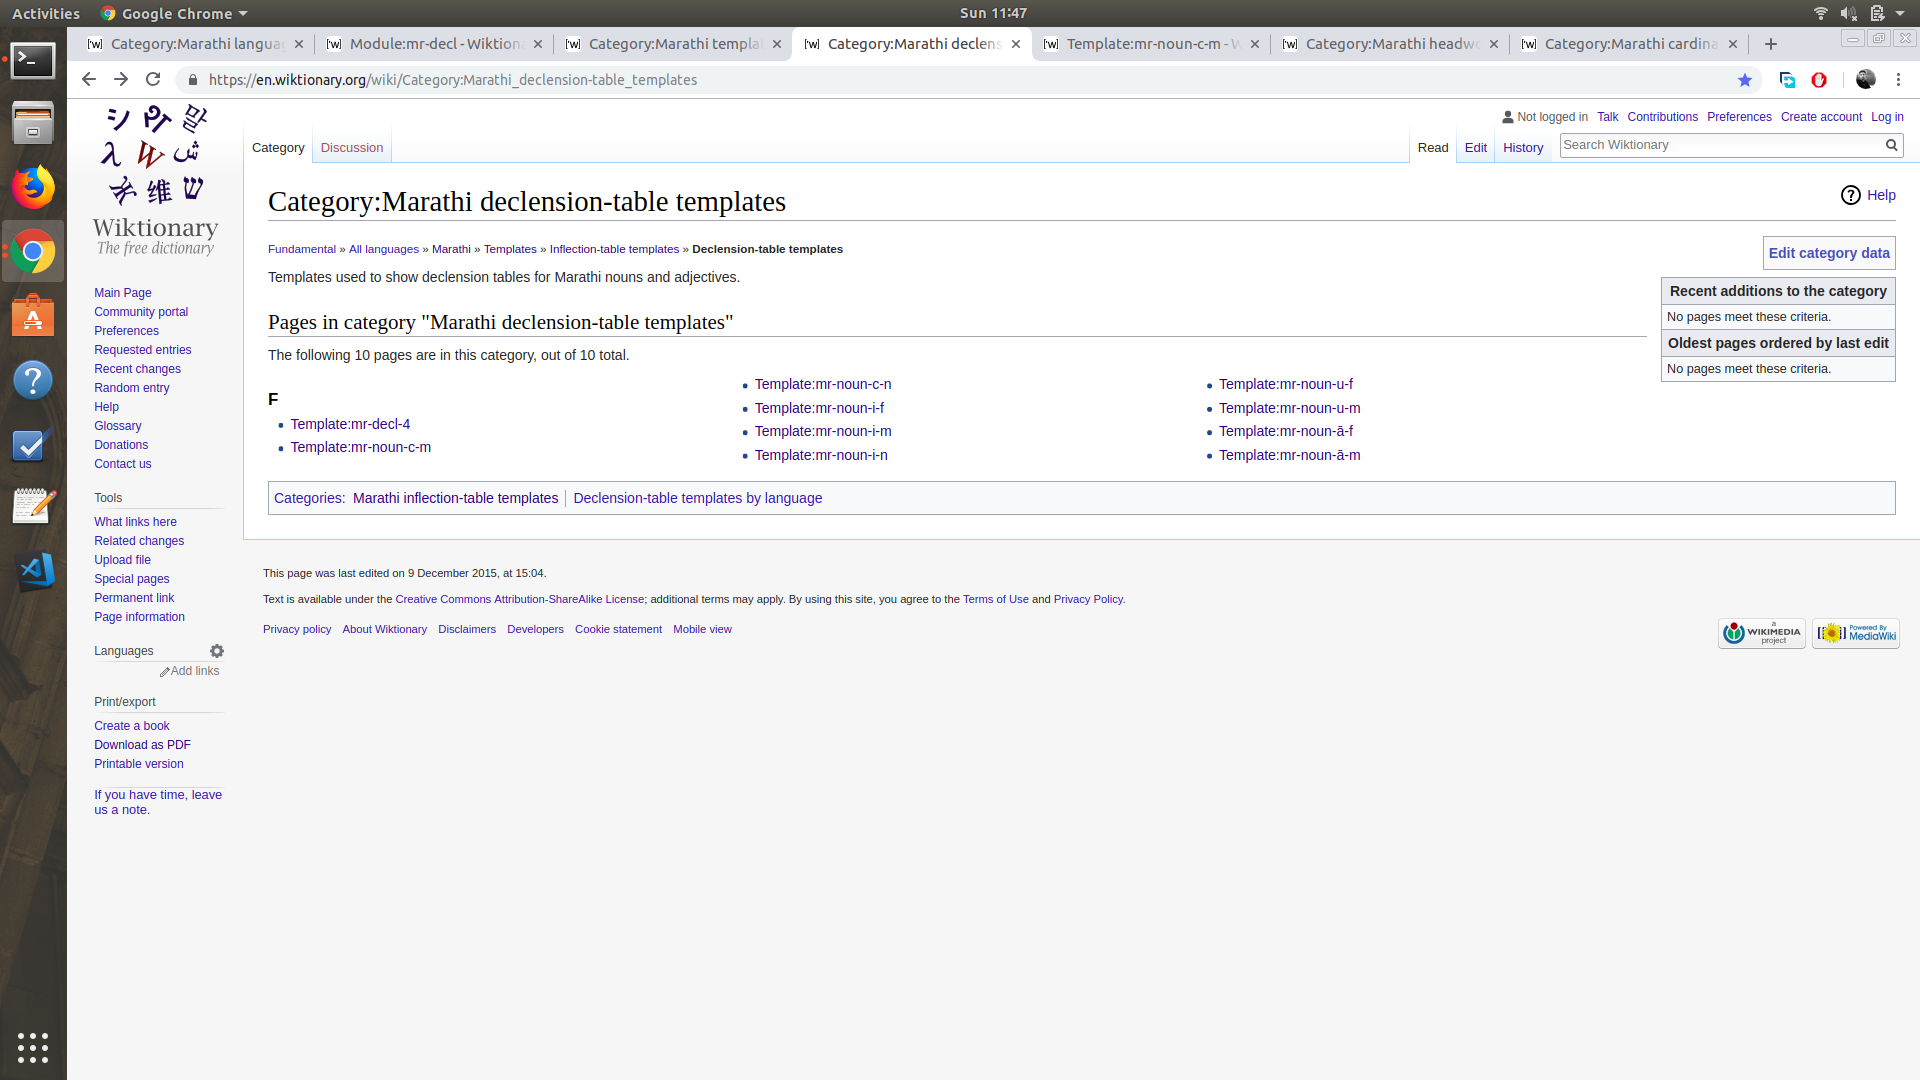 Activities
Google Chrome
Sun 11:47
Category:Marathi langua
Module:mr-decl - Wiktion
Category:Marathi templa
Category:Marathi declens
Template:mr-noun-c-m - W
Category:Marathi headwo
Category:Marathi cardina
https://en.wiktionary.org/wiki/Category:Marathi_declension-table_templates
Not logged in Talk Contributions Preferences Create account Log in
Category Discussion
Read Edit History
Search Wiktionary
Wiktionary
The free dictionary
Main Page
Community portal
Preferences
Requested entries
Recent changes
Random entry
Help
Glossary
Donations
Contact us
Tools
What links here
Related changes
Upload file
Special pages
Permanent link
Page information
Languages
Add links
Print/export
Create a book
Download as PDF
Printable version
If you have time, leave
us a note.
Category:Marathi declension-table templates
Help
Fundamental » All languages » Marathi » Templates » Inflection-table templates » Declension-table templates
Edit category data
Templates used to show declension tables for Marathi nouns and adjectives.
Recent additions to the category
No pages meet these criteria.
Oldest pages ordered by last edit
No pages meet these criteria.
Pages in category "Marathi declension-table templates"
The following 10 pages are in this category, out of 10 total.
F
Template:mr-decl-4
Template:mr-noun-c-m
Template:mr-noun-c-n
Template:mr-noun-i-f
Template:mr-noun-i-m
Template:mr-noun-i-n
Template:mr-noun-u-f
Template:mr-noun-u-m
Template:mr-noun-ā-f
Template:mr-noun-ā-m
Categories: Marathi inflection-table templates Declension-table templates by language
This page was last edited on 9 December 2015, at 15:04.
Text is available under the Creative Commons Attribution-ShareAlike License; additional terms may apply. By using this site, you agree to the Terms of Use and Privacy Policy.
Privacy policy About Wiktionary Disclaimers Developers Cookie statement Mobile view
a
WIKIMEDIA
project
Powered By
MediaWiki